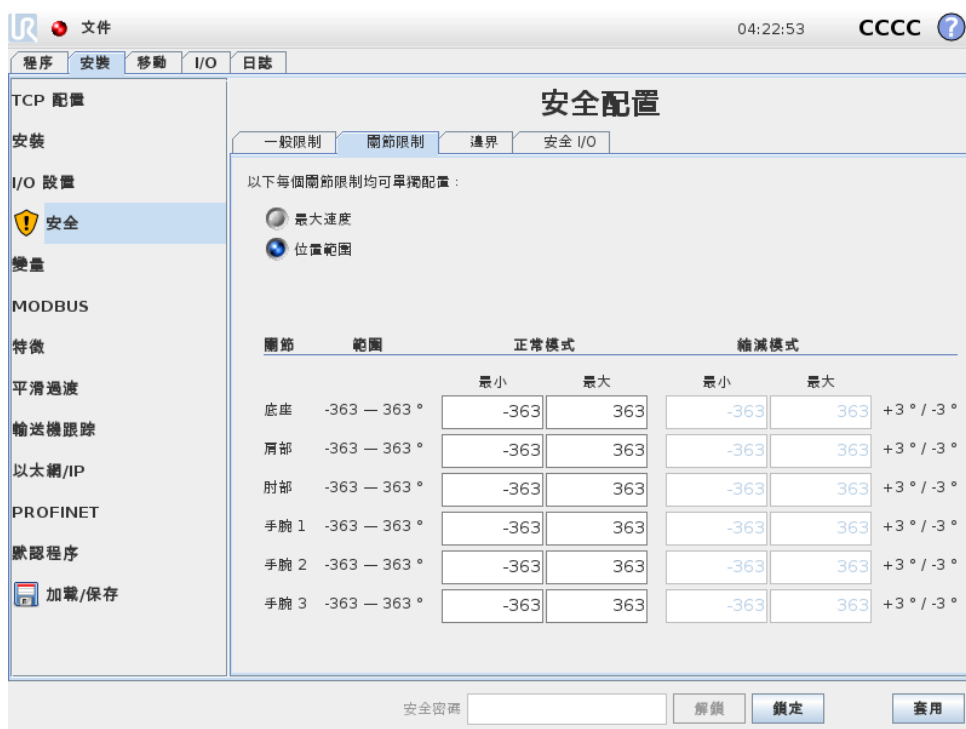 UR 文件 04:22:53 CCCC ?
程序 安裝 移動 I/O 日誌
TCP 配置
安裝
I/O 設置
安全
變量
MODBUS
特徵
平滑過渡
輸送機跟踪
以太網/IP
PROFINET
默認程序
加載/保存
安全配置
一般限制 關節限制 邊界 安全 I/O
以下每個關節限制均可單獨配置：
最大速度
位置範圍
關節 範圍 正常模式 縮減模式
最小 最大 最小 最大
底座 -363 — 363 ° -363 363 -363 363 +3 ° / -3 °
肩部 -363 — 363 ° -363 363 -363 363 +3 ° / -3 °
肘部 -363 — 363 ° -363 363 -363 363 +3 ° / -3 °
手腕 1 -363 — 363 ° -363 363 -363 363 +3 ° / -3 °
手腕 2 -363 — 363 ° -363 363 -363 363 +3 ° / -3 °
手腕 3 -363 — 363 ° -363 363 -363 363 +3 ° / -3 °
安全密碼 解鎖 鎖定 套用